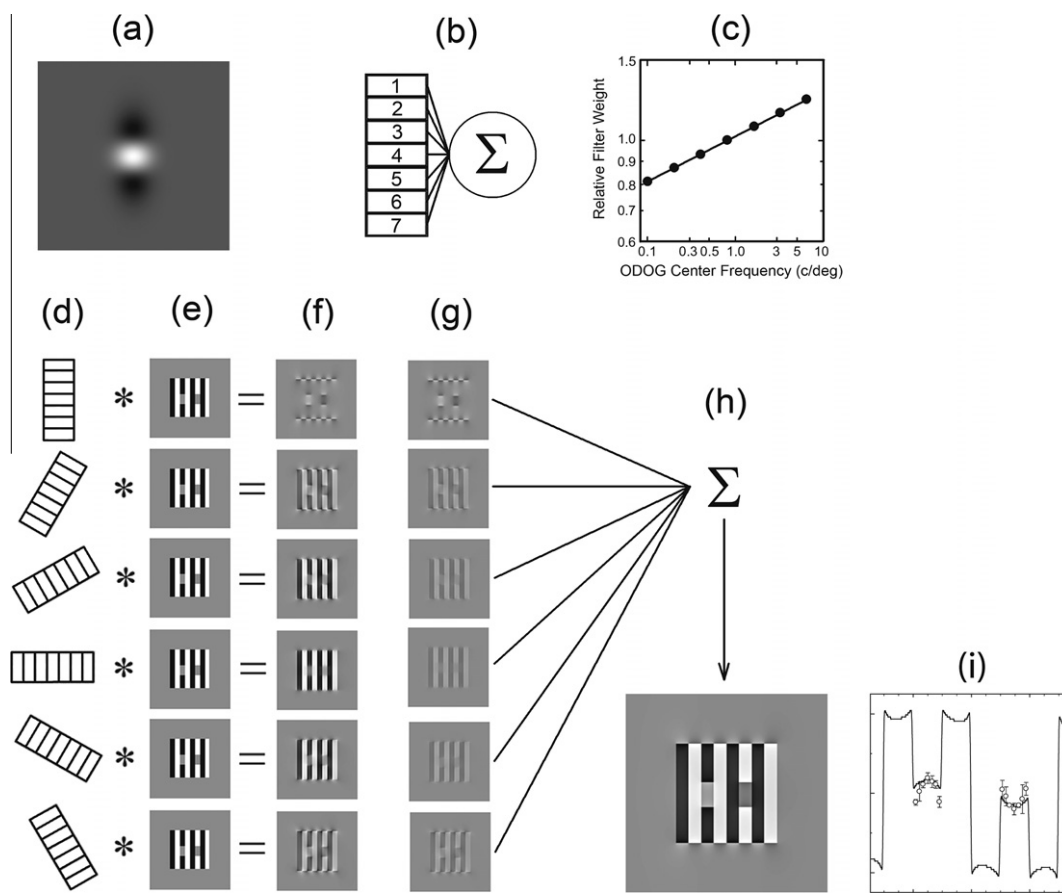 (a)
(b)
(c)
1
2
3
4
5
6
7
Σ
1.5
1.0
0.9
0.8
0.7
0.6
Relative Filter Weight
0.1 0.3 0.5 1.0 3 5 10
ODOG Center Frequency (c/deg)
(d) (e) (f) (g)
* =
* =
* =
* =
* =
* =
(h)
Σ
(i)